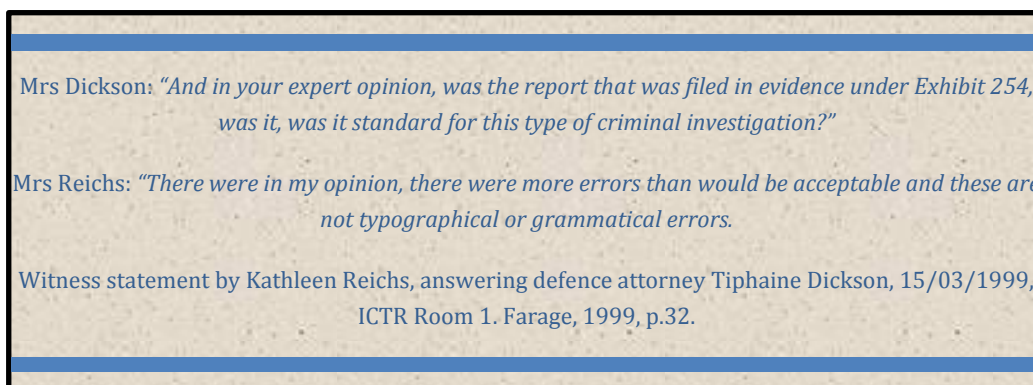 Mrs Dickson: “And in your expert opinion, was the report that was filed in evidence under Exhibit 254,
was it, was it standard for this type of criminal investigation?”
Mrs Reichs: “There were in my opinion, there were more errors than would be acceptable and these are
not typographical or grammatical errors.
Witness statement by Kathleen Reichs, answering defence attorney Tiphaine Dickson, 15/03/1999,
ICTR Room 1. Farage, 1999, p.32.